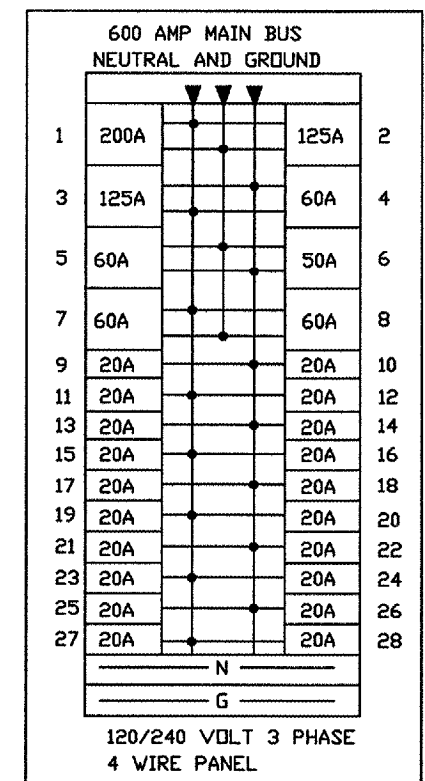 600 AMP MAIN BUS
NEUTRAL AND GROUND
1 200A 125A 2
3 125A 60A 4
5 60A 50A 6
7 60A 60A 8
9 20A 20A 10
11 20A 20A 12
13 20A 20A 14
15 20A 20A 16
17 20A 20A 18
19 20A 20A 20
21 20A 20A 22
23 20A 20A 24
25 20A 20A 26
27 20A 20A 28
N
G
120/240 VOLT 3 PHASE
4 WIRE PANEL